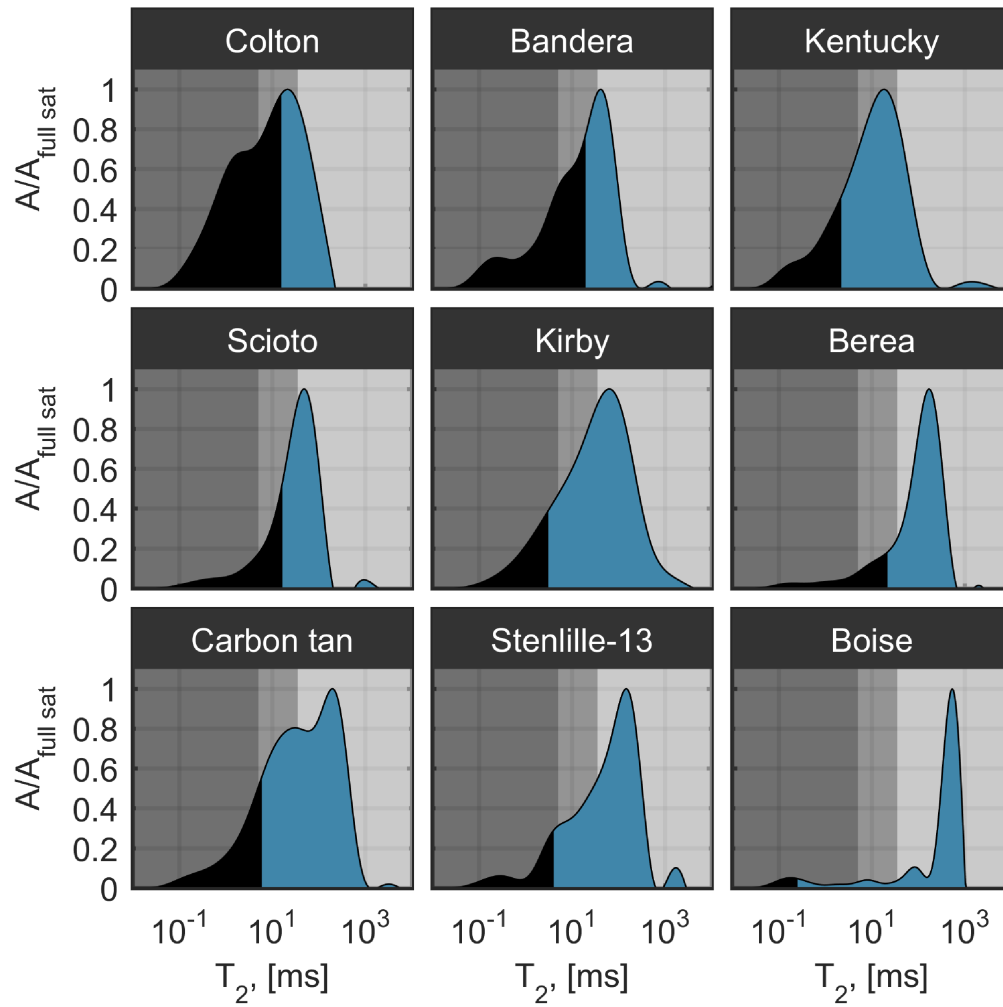 Colton Bandera Kentucky
A/A_full sat
1
0.8
0.6
0.4
0.2
0
Scioto Kirby Berea
A/A_full sat
1
0.8
0.6
0.4
0.2
0
Carbon tan Stenlille-13 Boise
A/A_full sat
1
0.8
0.6
0.4
0.2
0
10^-1 10^1 10^3 10^-1 10^1 10^3 10^-1 10^1 10^3
T_2, [ms] T_2, [ms] T_2, [ms]